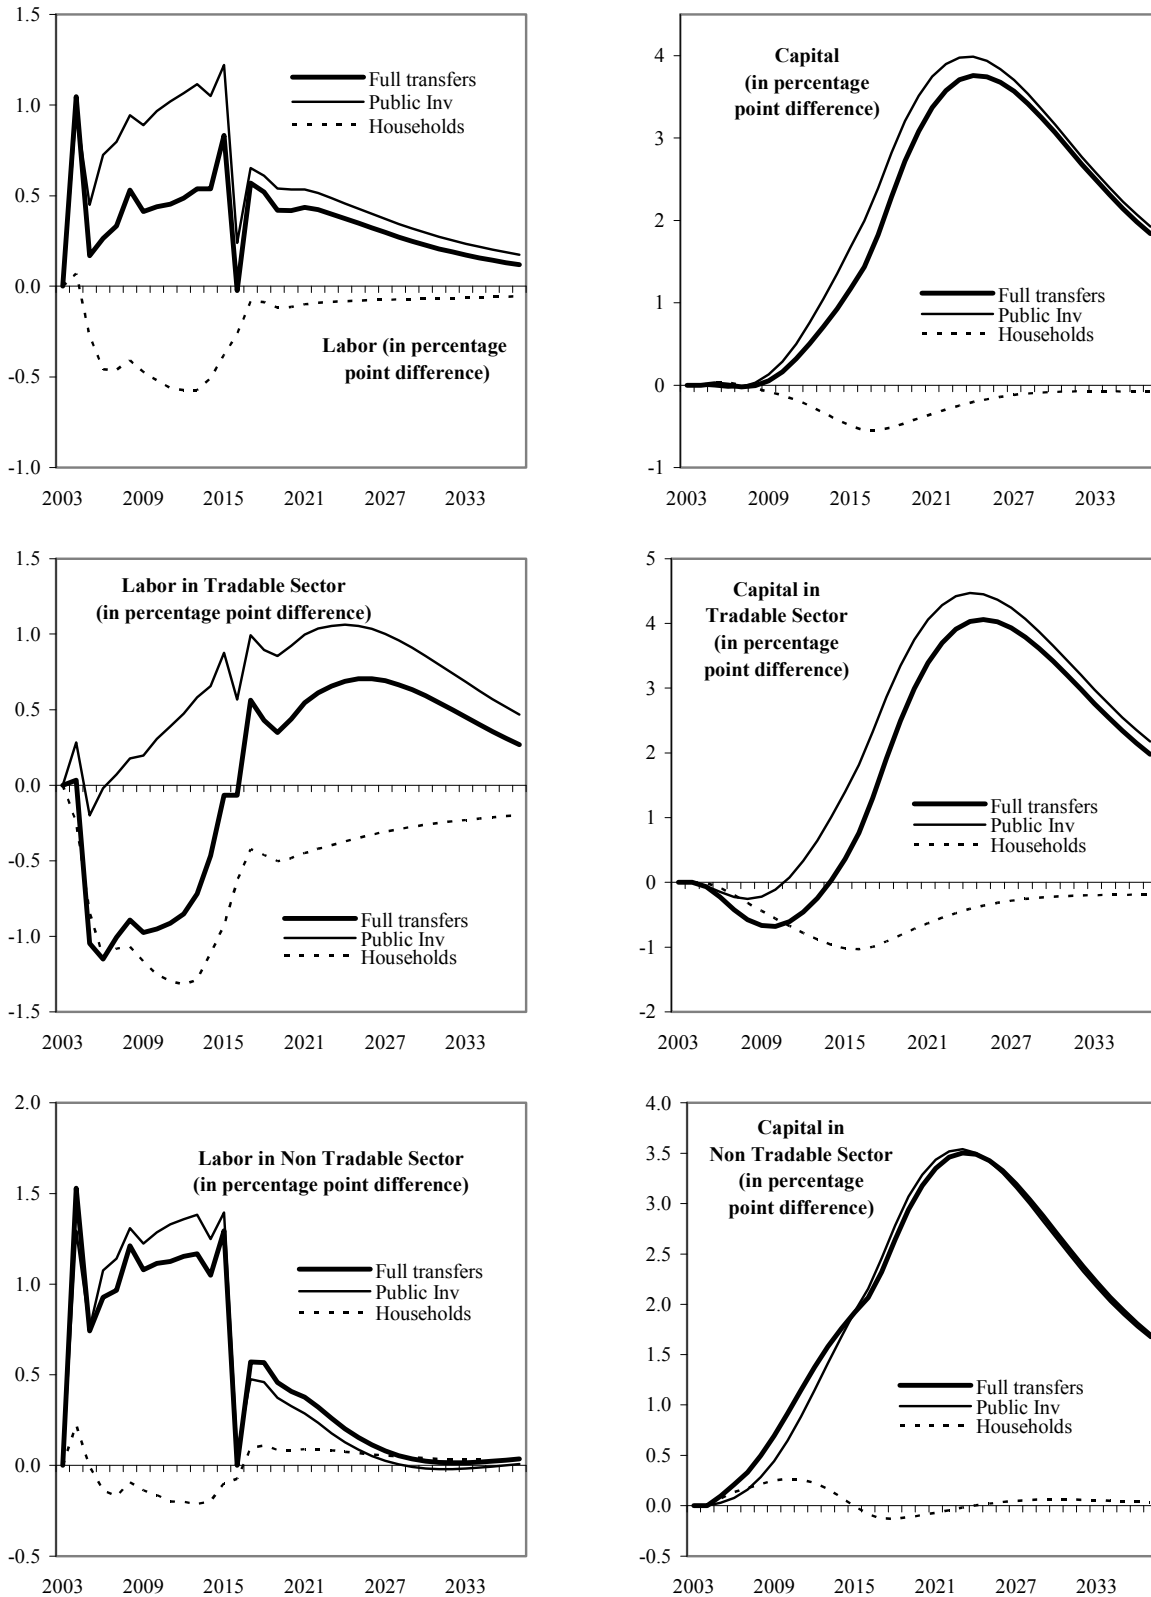 1.5
1.0
0.5
0.0
-0.5
-1.0
Full transfers
Public Inv
Households
Labor (in percentage
point difference)
2003 2009 2015 2021 2027 2033
4
3
2
1
0
-1
Capital
(in percentage
point difference)
Full transfers
Public Inv
Households
2003 2009 2015 2021 2027 2033
1.5
1.0
0.5
0.0
-0.5
-1.0
-1.5
Labor in Tradable Sector
(in percentage point difference)
Full transfers
Public Inv
Households
2003 2009 2015 2021 2027 2033
5
4
3
2
1
0
-1
-2
Capital in
Tradable Sector
(in percentage
point difference)
Full transfers
Public Inv
Households
2003 2009 2015 2021 2027 2033
2.0
1.5
1.0
0.5
0.0
-0.5
Labor in Non Tradable Sector
(in percentage point difference)
Full transfers
Public Inv
Households
2003 2009 2015 2021 2027 2033
4.0
3.5
3.0
2.5
2.0
1.5
1.0
0.5
0.0
-0.5
Capital in
Non Tradable Sector
(in percentage
point difference)
Full transfers
Public Inv
Households
2003 2009 2015 2021 2027 2033